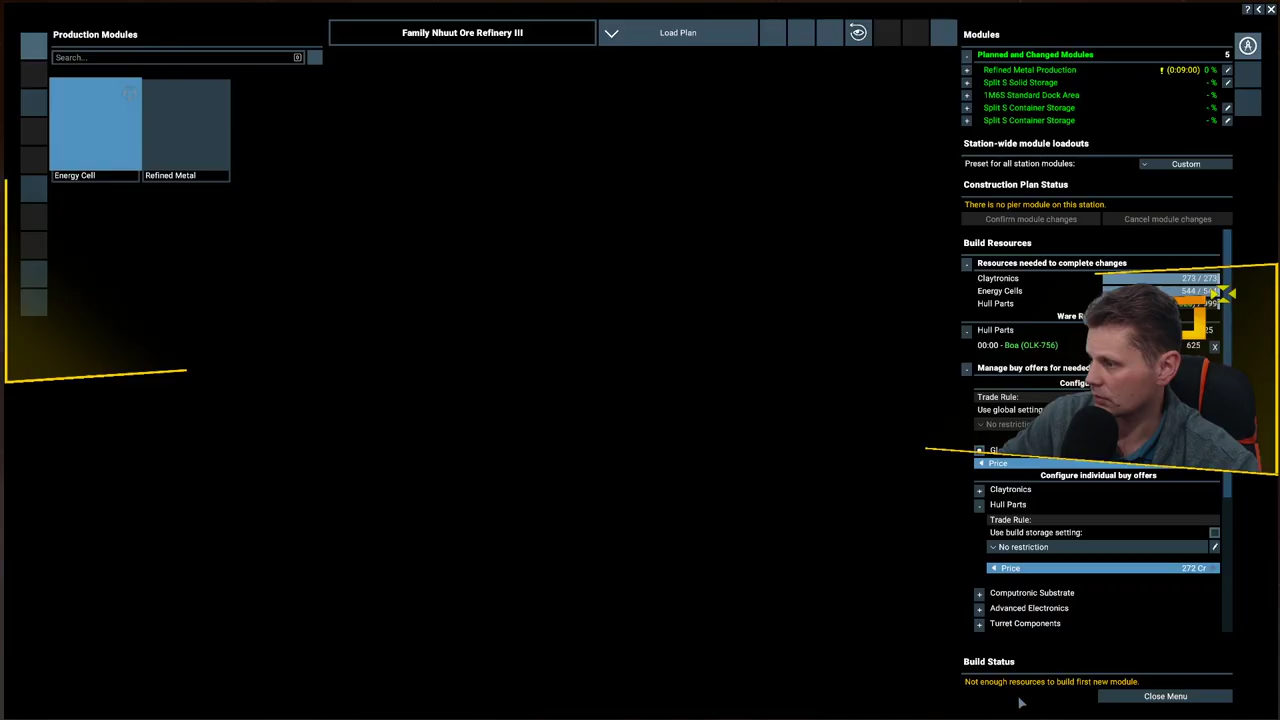 Production Modules
Search...
Energy Cell
Refined Metal
Family Nhuut Ore Refinery III
Load Plan
Modules
Planned and Changed Modules 5
Refined Metal Production ! (0:09:00) 0 %
Split S Solid Storage - %
1M6S Standard Dock Area - %
Split S Container Storage - %
Split S Container Storage - %
Station-wide module loadouts
Preset for all station modules: Custom
Construction Plan Status
There is no pier module on this station.
Confirm module changes Cancel module changes
Build Resources
Resources needed to complete changes
Claytronics 273 / 273
Energy Cells 544 /
Hull Parts
Hull Parts
00:00 - Boa (OLK-756) 625 X
Manage buy offers for needed
Trade Rule:
Use global setting
Price
Configure individual buy offers
Claytronics
Hull Parts
Trade Rule:
Use build storage setting:
No restriction
Price 272 Cr
Computronic Substrate
Advanced Electronics
Turret Components
Build Status
Not enough resources to build first new module.
Close Menu